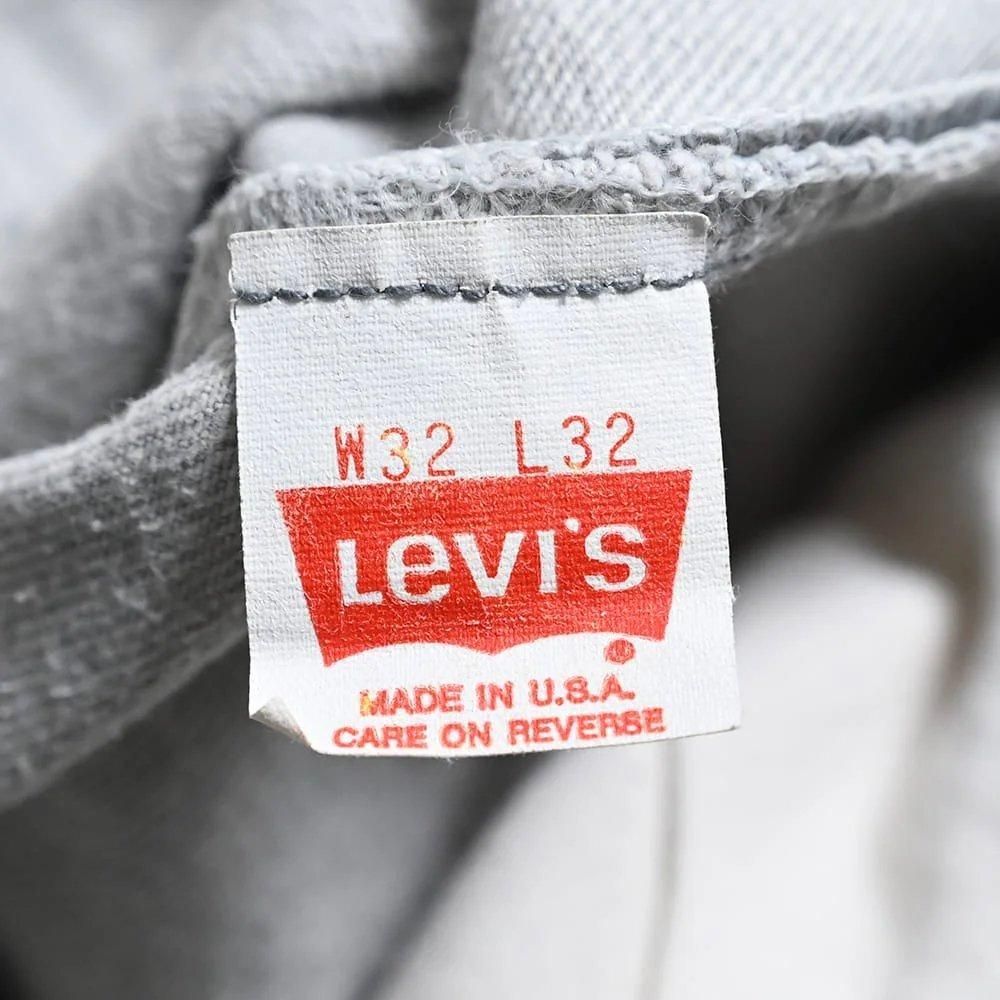 W32 L32
Levi's
®
MADE IN U.S.A.
CARE ON REVERSE